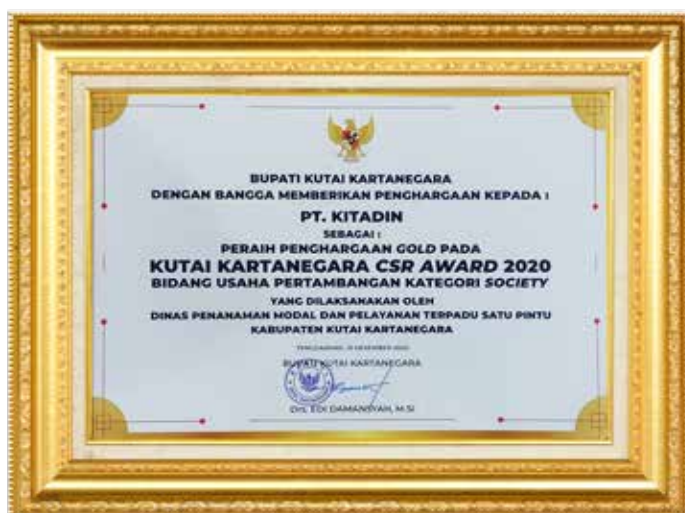 BUPATI KUTAI KARTANEGARA
DENGAN BANGGA MEMBERIKAN PENGHARGAAN KEPADA :
PT. KITADIN
SEBAGAI :
PERAIH PENGHARGAAN GOLD PADA
KUTAI KARTANEGARA CSR AWARD 2020
BIDANG USAHA PERTAMBANGAN KATEGORI SOCIETY
YANG DILAKSANAKAN OLEH
DINAS PENANAMAN MODAL DAN PELAYANAN TERPADU SATU PINTU
KABUPATEN KUTAI KARTANEGARA
BUPATI KUTAI KARTANEGARA
Drs. EDI DAMANSYAH, M.Si